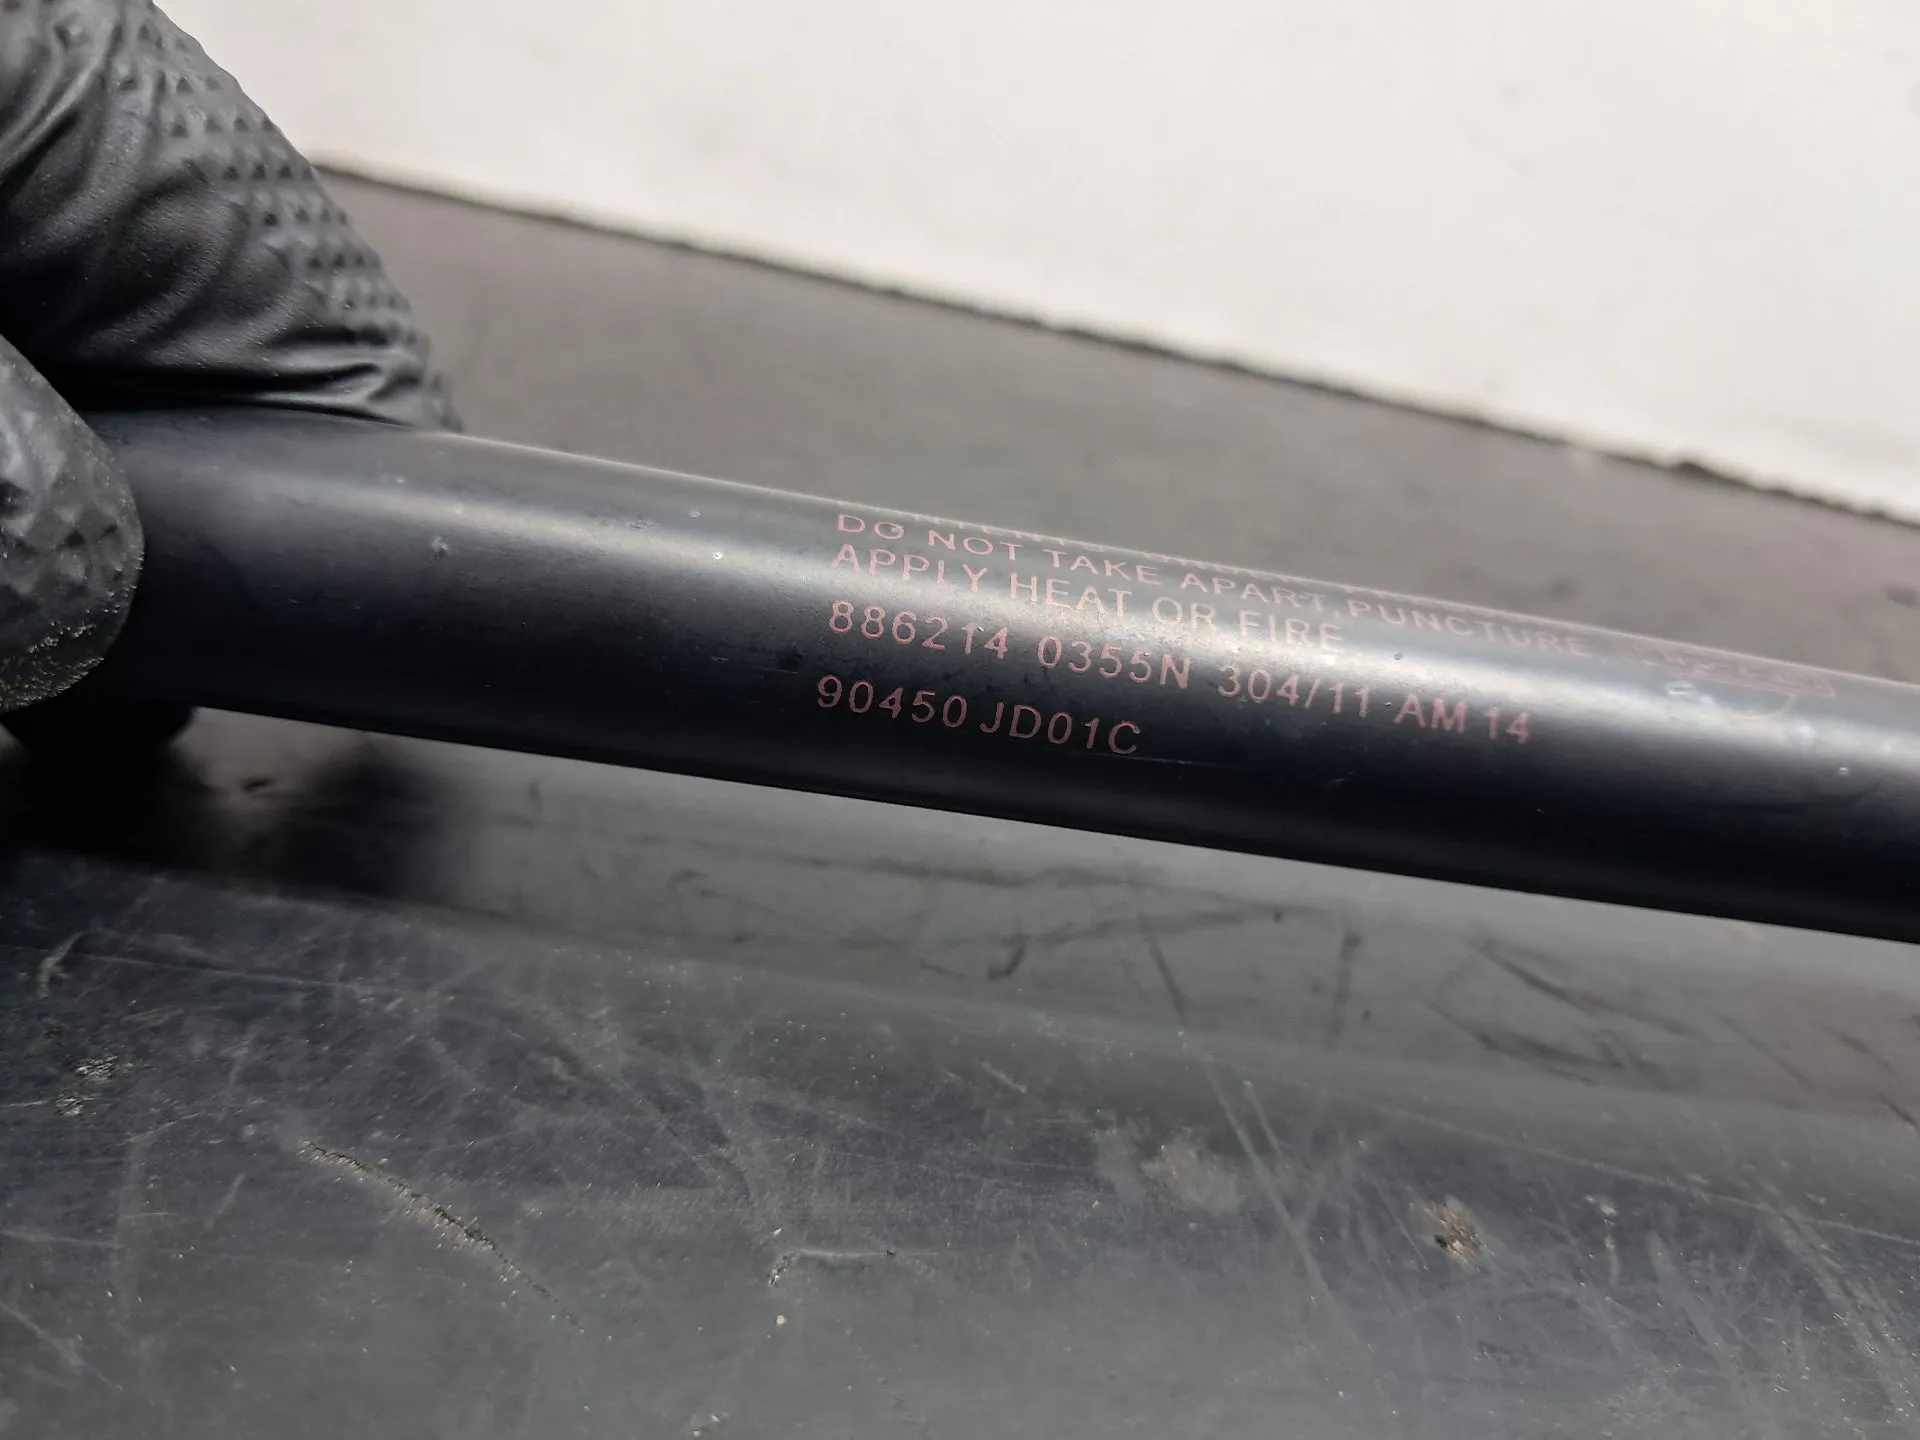 DO NOT TAKE APART, PUNCTURE,
APPLY HEAT OR FIRE.
886214 0355N 304/11 AM 14
90450 JD01C